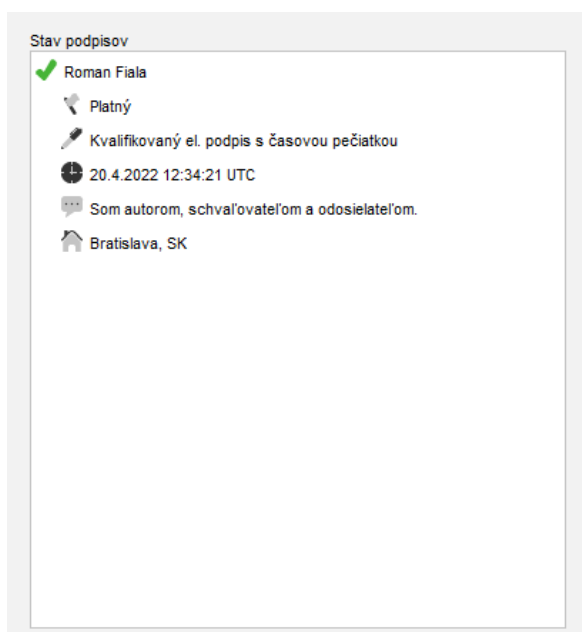 Stav podpisov
Roman Fiala
Platný
Kvalifikovaný el. podpis s časovou pečiatkou
20.4.2022 12:34:21 UTC
Som autorom, schvaľovateľom a odosielateľom.
Bratislava, SK